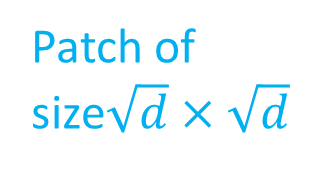 Patch of
size√d × √d